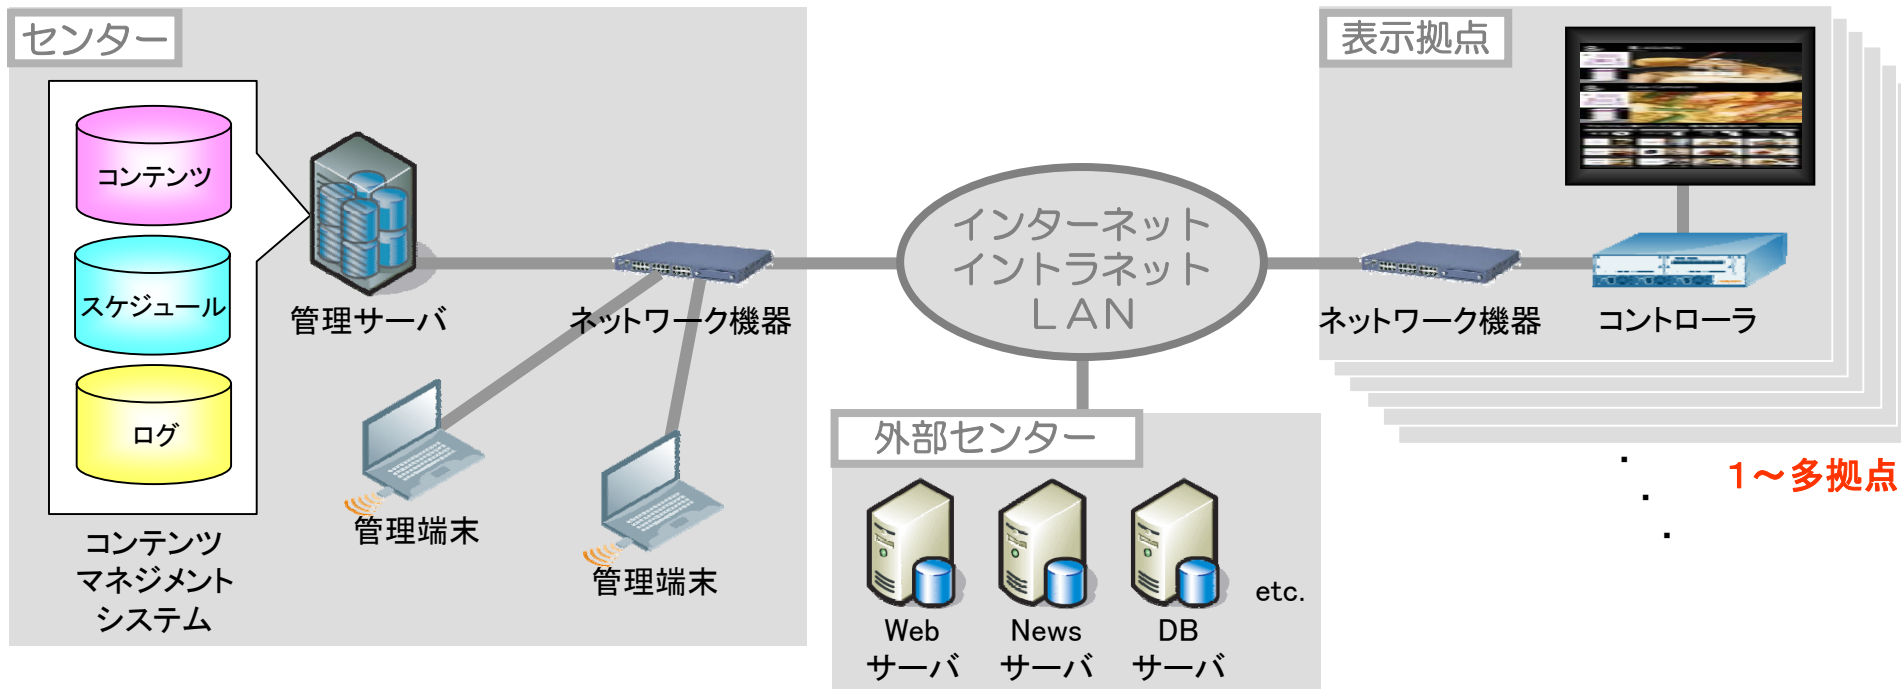 センター
コンテンツ
スケジュール
ログ
コンテンツ
マネジメント
システム
管理サーバ
ネットワーク機器
管理端末
管理端末
インターネット
イントラネット
LAN
外部センター
Web
サーバ
News
サーバ
DB
サーバ
etc.
表示拠点
ネットワーク機器
コントローラ
1~多拠点